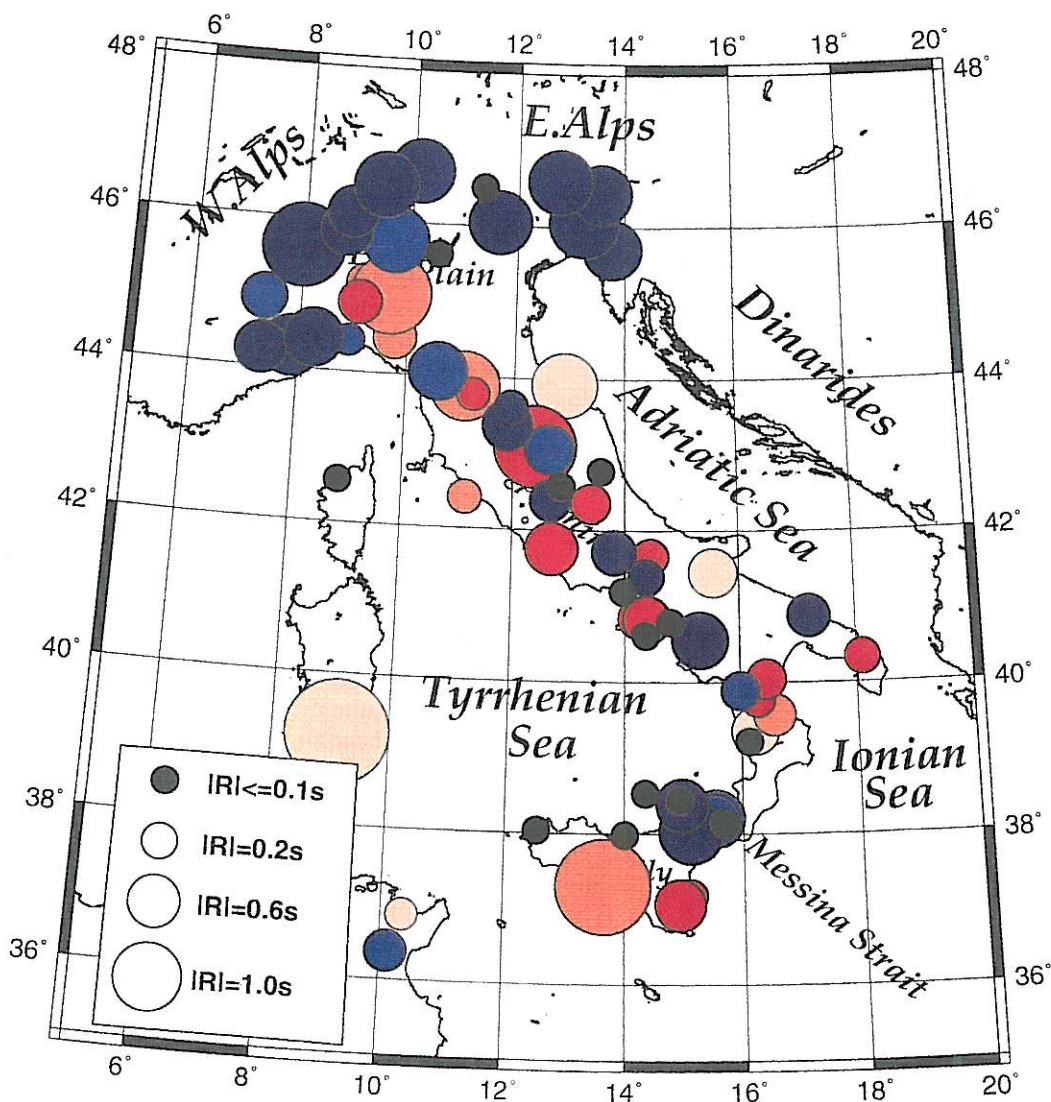 6° 8° 10° 12° 14° 16° 18° 20°
48° 48°
E.Alps
W.Alps
46° 46°
lain
Dinarides
44° 44°
Adriatic Sea
42° 42°
40° 40°
Tyrrhenian
Sea
Ionian
Sea
|R|<=0.1s
38° 38°
|R|=0.2s
ly
Messina Strait
|R|=0.6s
36° 36°
|R|=1.0s
6° 8° 10° 12° 14° 16° 18° 20°